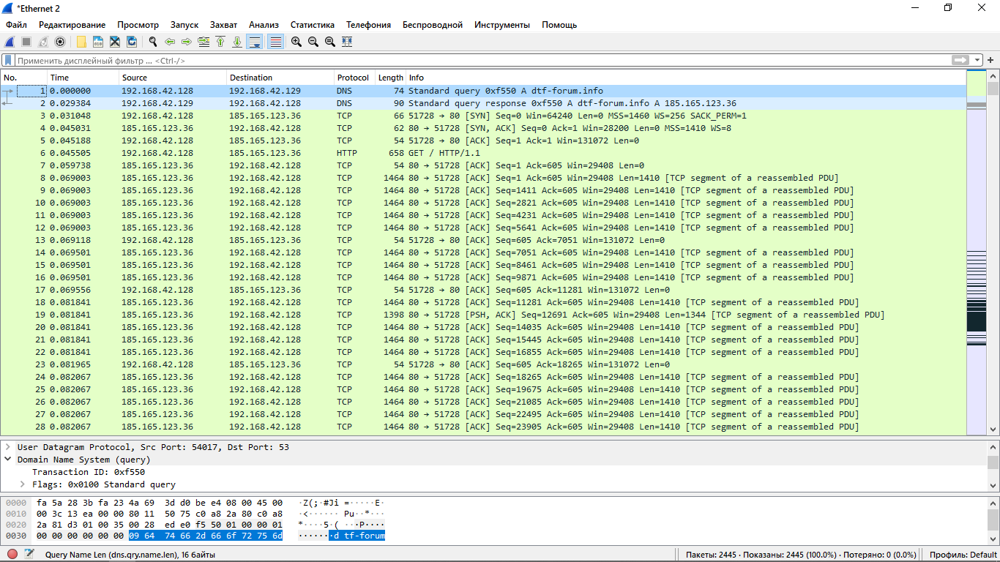 *Ethernet 2
Файл Редактирование Просмотр Запуск Захват Анализ Статистика Телефония Беспроводной Инструменты Помощь
Применить дисплейный фильтр ... <Ctrl-/>
No. Time Source Destination Protocol Length Info
1 0.000000 192.168.42.128 192.168.42.129 DNS 74 Standard query 0xf550 A dtf-forum.info
2 0.029384 192.168.42.129 192.168.42.128 DNS 90 Standard query response 0xf550 A dtf-forum.info A 185.165.123.36
3 0.031048 192.168.42.128 185.165.123.36 TCP 66 51728 → 80 [SYN] Seq=0 Win=64240 Len=0 MSS=1460 WS=256 SACK_PERM=1
4 0.045031 185.165.123.36 192.168.42.128 TCP 62 80 → 51728 [SYN, ACK] Seq=0 Ack=1 Win=28200 Len=0 MSS=1410 WS=8
5 0.045188 192.168.42.128 185.165.123.36 TCP 54 51728 → 80 [ACK] Seq=1 Ack=1 Win=131072 Len=0
6 0.045505 192.168.42.128 185.165.123.36 HTTP 658 GET / HTTP/1.1
7 0.059738 185.165.123.36 192.168.42.128 TCP 54 80 → 51728 [ACK] Seq=1 Ack=605 Win=29408 Len=0
8 0.069003 185.165.123.36 192.168.42.128 TCP 1464 80 → 51728 [ACK] Seq=1 Ack=605 Win=29408 Len=1410 [TCP segment of a reassembled PDU]
9 0.069003 185.165.123.36 192.168.42.128 TCP 1464 80 → 51728 [ACK] Seq=1411 Ack=605 Win=29408 Len=1410 [TCP segment of a reassembled PDU]
10 0.069003 185.165.123.36 192.168.42.128 TCP 1464 80 → 51728 [ACK] Seq=2821 Ack=605 Win=29408 Len=1410 [TCP segment of a reassembled PDU]
11 0.069003 185.165.123.36 192.168.42.128 TCP 1464 80 → 51728 [ACK] Seq=4231 Ack=605 Win=29408 Len=1410 [TCP segment of a reassembled PDU]
12 0.069003 185.165.123.36 192.168.42.128 TCP 1464 80 → 51728 [ACK] Seq=5641 Ack=605 Win=29408 Len=1410 [TCP segment of a reassembled PDU]
13 0.069118 192.168.42.128 185.165.123.36 TCP 54 51728 → 80 [ACK] Seq=605 Ack=7051 Win=131072 Len=0
14 0.069501 185.165.123.36 192.168.42.128 TCP 1464 80 → 51728 [ACK] Seq=7051 Ack=605 Win=29408 Len=1410 [TCP segment of a reassembled PDU]
15 0.069501 185.165.123.36 192.168.42.128 TCP 1464 80 → 51728 [ACK] Seq=8461 Ack=605 Win=29408 Len=1410 [TCP segment of a reassembled PDU]
16 0.069501 185.165.123.36 192.168.42.128 TCP 1464 80 → 51728 [ACK] Seq=9871 Ack=605 Win=29408 Len=1410 [TCP segment of a reassembled PDU]
17 0.069556 192.168.42.128 185.165.123.36 TCP 54 51728 → 80 [ACK] Seq=605 Ack=11281 Win=131072 Len=0
18 0.081841 185.165.123.36 192.168.42.128 TCP 1464 80 → 51728 [ACK] Seq=11281 Ack=605 Win=29408 Len=1410 [TCP segment of a reassembled PDU]
19 0.081841 185.165.123.36 192.168.42.128 TCP 1398 80 → 51728 [PSH, ACK] Seq=12691 Ack=605 Win=29408 Len=1344 [TCP segment of a reassembled PDU]
20 0.081841 185.165.123.36 192.168.42.128 TCP 1464 80 → 51728 [ACK] Seq=14035 Ack=605 Win=29408 Len=1410 [TCP segment of a reassembled PDU]
21 0.081841 185.165.123.36 192.168.42.128 TCP 1464 80 → 51728 [ACK] Seq=15445 Ack=605 Win=29408 Len=1410 [TCP segment of a reassembled PDU]
22 0.081841 185.165.123.36 192.168.42.128 TCP 1464 80 → 51728 [ACK] Seq=16855 Ack=605 Win=29408 Len=1410 [TCP segment of a reassembled PDU]
23 0.081965 192.168.42.128 185.165.123.36 TCP 54 51728 → 80 [ACK] Seq=605 Ack=18265 Win=131072 Len=0
24 0.082067 185.165.123.36 192.168.42.128 TCP 1464 80 → 51728 [ACK] Seq=18265 Ack=605 Win=29408 Len=1410 [TCP segment of a reassembled PDU]
25 0.082067 185.165.123.36 192.168.42.128 TCP 1464 80 → 51728 [ACK] Seq=19675 Ack=605 Win=29408 Len=1410 [TCP segment of a reassembled PDU]
26 0.082067 185.165.123.36 192.168.42.128 TCP 1464 80 → 51728 [ACK] Seq=21085 Ack=605 Win=29408 Len=1410 [TCP segment of a reassembled PDU]
27 0.082067 185.165.123.36 192.168.42.128 TCP 1464 80 → 51728 [ACK] Seq=22495 Ack=605 Win=29408 Len=1410 [TCP segment of a reassembled PDU]
28 0.082067 185.165.123.36 192.168.42.128 TCP 1464 80 → 51728 [ACK] Seq=23905 Ack=605 Win=29408 Len=1410 [TCP segment of a reassembled PDU]
User Datagram Protocol, Src Port: 54017, Dst Port: 53
Domain Name System (query)
Transaction ID: 0xf550
Flags: 0x0100 Standard query
0000 fa 5a 28 3b fa 23 4a 69 3d d0 be e4 08 00 45 00 ·Z(;·#Ji =·····E·
0010 00 3c 13 ea 00 00 80 11 50 75 c0 a8 2a 80 c0 a8 ·<······ Pu··*···
0020 2a 81 d3 01 00 35 00 28 ed e0 f5 50 01 00 00 01 *····5·( ···P····
0030 00 00 00 00 00 00 09 64 74 66 2d 66 6f 72 75 6d ·······d tf-forum
Query Name Len (dns.qry.name.len), 16 байты Пакеты: 2445 · Показаны: 2445 (100.0%) · Потеряно: 0 (0.0%) Профиль: Default